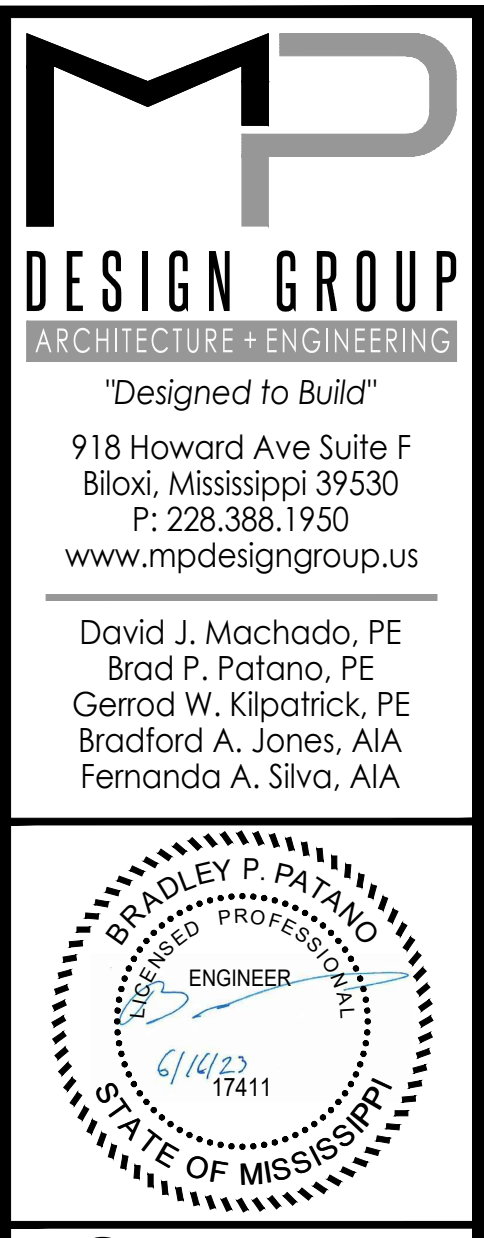 MP
DESIGN GROUP
ARCHITECTURE + ENGINEERING
"Designed to Build"
918 Howard Ave Suite F
Biloxi, Mississippi 39530
P: 228.388.1950
www.mpdesigngroup.us
David J. Machado, PE
Brad P. Patano, PE
Gerrod W. Kilpatrick, PE
Bradford A. Jones, AIA
Fernanda A. Silva, AIA
BRADLEY P. PATANO
LICENSED PROFESSIONAL
ENGINEER
6/16/23
17411
STATE OF MISSISSIPPI